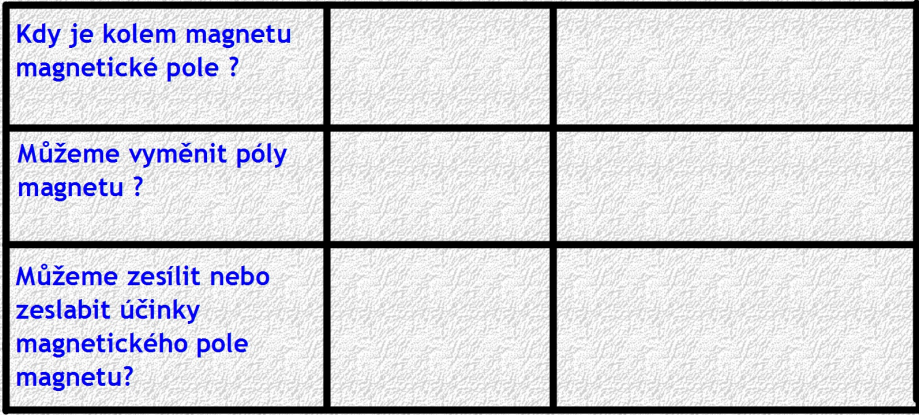 Kdy je kolem magnetu
magnetické pole ?
Můžeme vyměnit póly
magnetu ?
Můžeme zesílit nebo
zeslabit účinky
magnetického pole
magnetu?